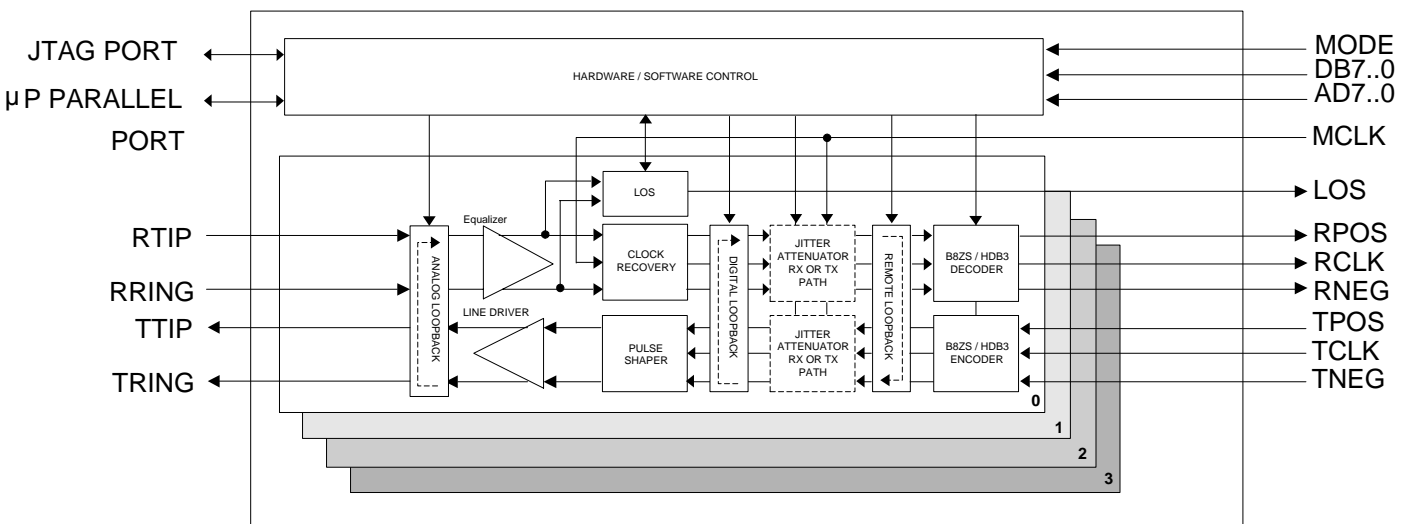 JTAG PORT
µP PARALLEL
PORT
HARDWARE / SOFTWARE CONTROL
MODE
DB7..0
AD7..0
MCLK
LOS
LOS
RTIP
RRING
TTIP
TRING
ANALOG LOOPBACK
Equalizer
LINE DRIVER
CLOCK
RECOVERY
PULSE
SHAPER
DIGITAL LOOPBACK
JITTER
ATTENUATOR
RX OR TX
PATH
JITTER
ATTENUATOR
RX OR TX
PATH
REMOTE LOOPBACK
B8ZS / HDB3
DECODER
B8ZS / HDB3
ENCODER
RPOS
RCLK
RNEG
TPOS
TCLK
TNEG
0
1
2
3